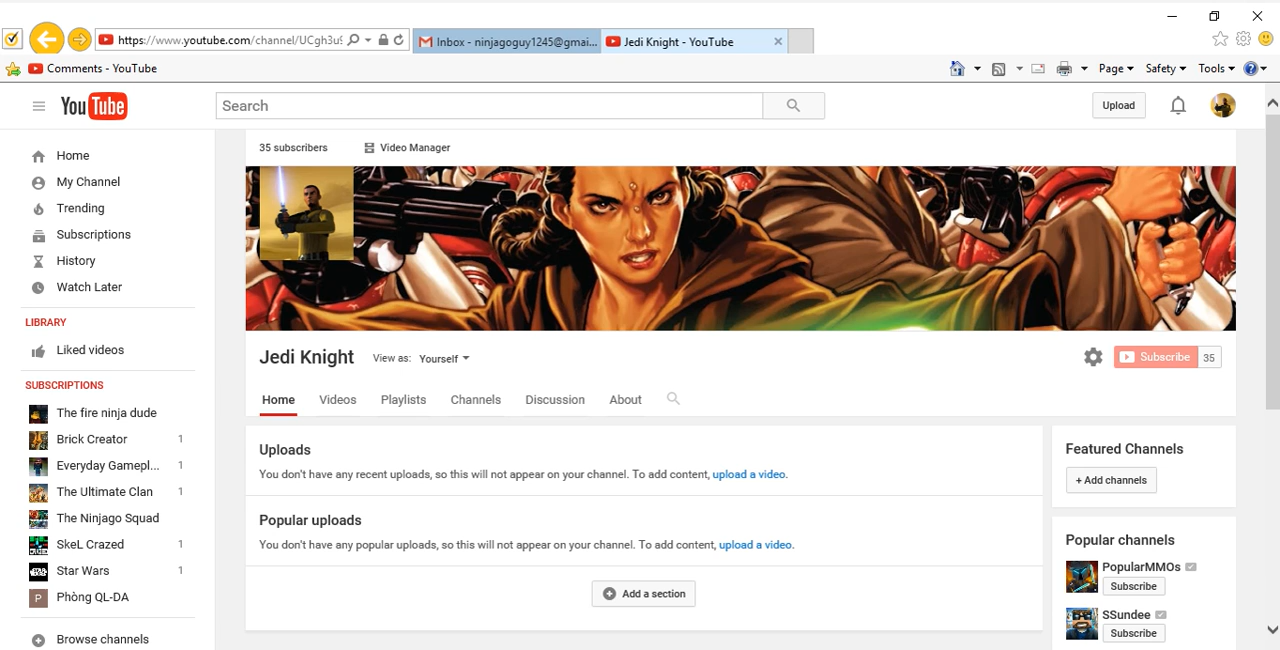 https://www.youtube.com/channel/UCgh3u
Inbox - ninjagoguy1245@gmai...
Jedi Knight - YouTube
Comments - YouTube
Page
Safety
Tools
YouTube
Search
Upload
35 subscribers
Video Manager
Home
My Channel
Trending
Subscriptions
History
Watch Later
LIBRARY
Liked videos
SUBSCRIPTIONS
The fire ninja dude
Brick Creator 1
Everyday Gamepl... 1
The Ultimate Clan 1
The Ninjago Squad
SkeL Crazed 1
Star Wars 1
P Phòng QL-DA
Browse channels
Jedi Knight
View as: Yourself
Subscribe 35
Home Videos Playlists Channels Discussion About
Uploads
You don't have any recent uploads, so this will not appear on your channel. To add content, upload a video.
Popular uploads
You don't have any popular uploads, so this will not appear on your channel. To add content, upload a video.
Add a section
Featured Channels
+ Add channels
Popular channels
PopularMMOs
Subscribe
SSundee
Subscribe